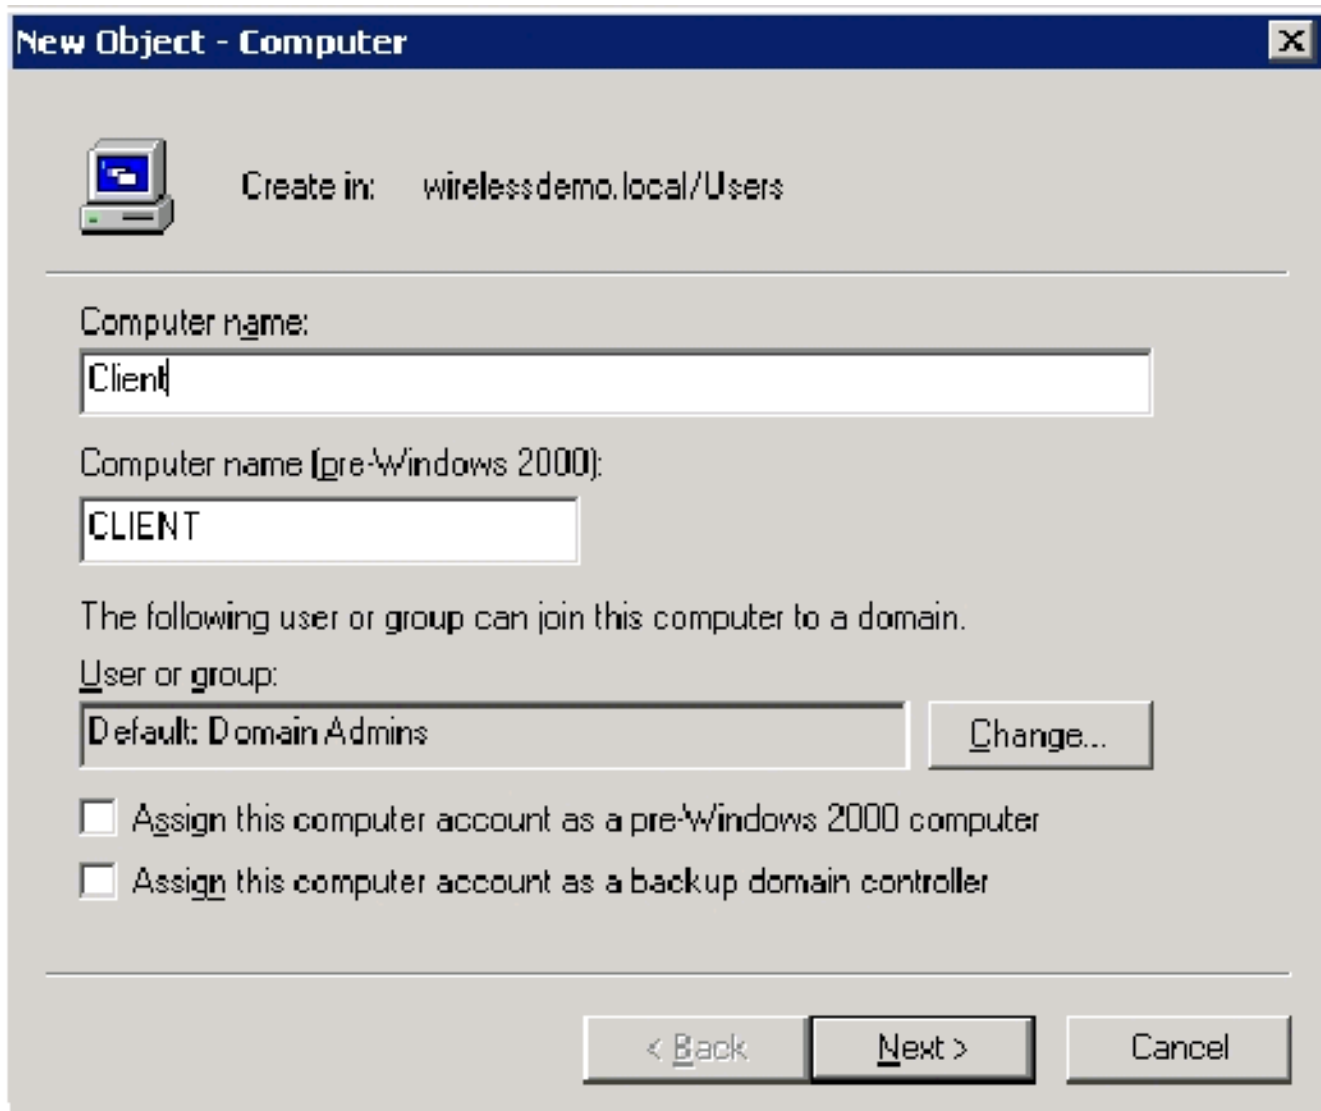 New Object - Computer
Create in: wirelessdemo.local/Users
Computer name:
Client
Computer name (pre-Windows 2000):
CLIENT
The following user or group can join this computer to a domain.
User or group:
Default: Domain Admins
Change...
Assign this computer account as a pre-Windows 2000 computer
Assign this computer account as a backup domain controller
< Back Next > Cancel